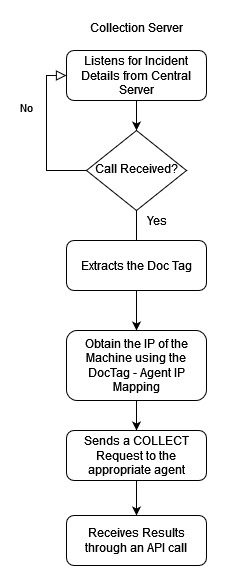 Collection Server
Listens for Incident
Details from Central
Server
No
Call Received?
Yes
Extracts the Doc Tag
Obtain the IP of the
Machine using the
DocTag - Agent IP
Mapping
Sends a COLLECT
Request to the
appropriate agent
Receives Results
through an API call